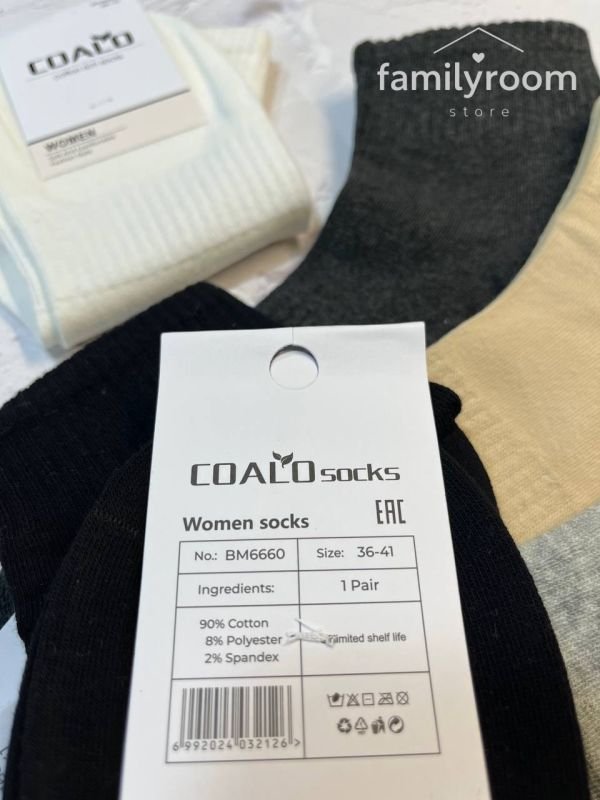 COALO
WOMEN
familyroom
store
COALO socks
Women socks
EAC
No.: BM6660
Size: 36-41
Ingredients:
1 Pair
90% Cotton
8% Polyester
2% Spandex
limited shelf life
6 992024 032126 >